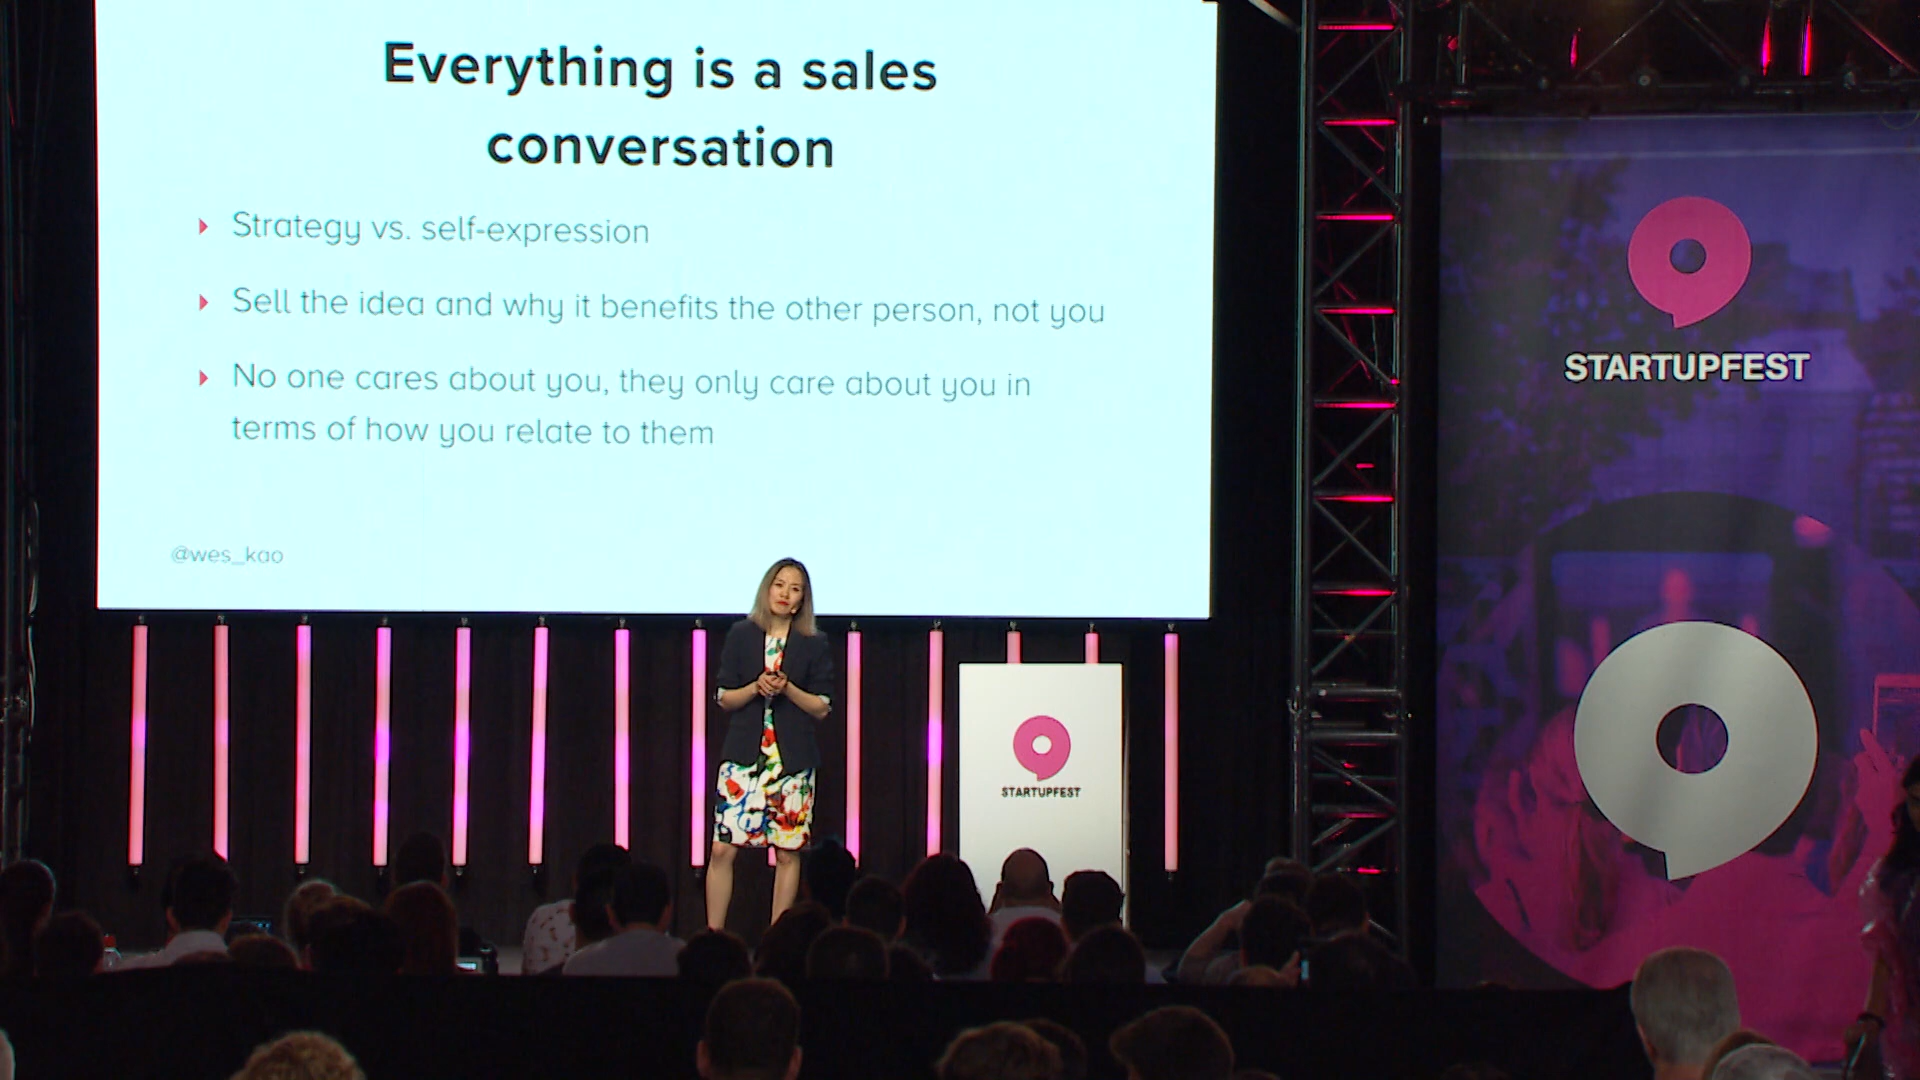 Everything is a sales
conversation
Strategy vs. self-expression
Sell the idea and why it benefits the other person, not you
No one cares about you, they only care about you in
terms of how you relate to them
@wes_kao
STARTUPFEST
STARTUPFEST